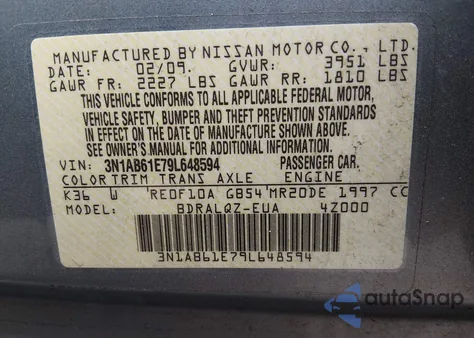 MANUFACTURED BY NISSAN MOTOR CO., LTD.
DATE: 02/09. GVWR: 3951 LBS
GAWR FR: 2227 LBS GAWR RR: 1810 LBS
THIS VEHICLE CONFORMS TO ALL APPLICABLE FEDERAL MOTOR,
VEHICLE SAFETY, BUMPER AND THEFT PREVENTION STANDARDS
IN EFFECT ON THE DATE OF MANUFACTURE SHOWN ABOVE.
SEE OWNER'S MANUAL FOR ADDITIONAL INFORMATION
VIN: 3N1AB61E79L648594 PASSENGER CAR.
COLOR TRIM TRANS AXLE ENGINE
K36 W RE0F10A GB54 MR20DE 1997 CC
MODEL: BDRALQZ-EUA 4Z000
3N1AB61E79L648594
autaSnap